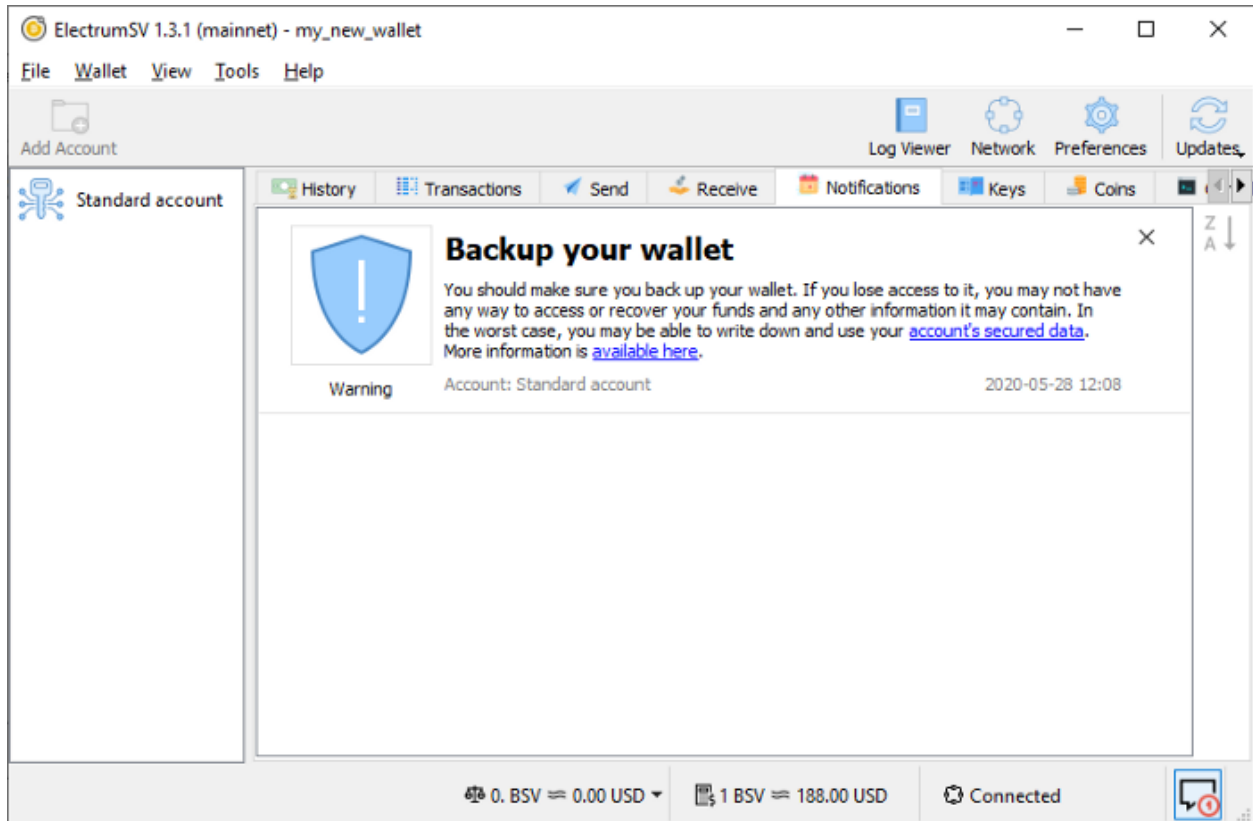 ElectrumSV 1.3.1 (mainnet) - my_new_wallet
File Wallet View Tools Help
Add Account
Log Viewer Network Preferences Updates
Standard account
History Transactions Send Receive Notifications Keys Coins
Z
A
Backup your wallet
You should make sure you back up your wallet. If you lose access to it, you may not have
any way to access or recover your funds and any other information it may contain. In
the worst case, you may be able to write down and use your account's secured data.
More information is available here.
Warning
Account: Standard account 2020-05-28 12:08
0. BSV ≈ 0.00 USD
1 BSV ≈ 188.00 USD
Connected
1